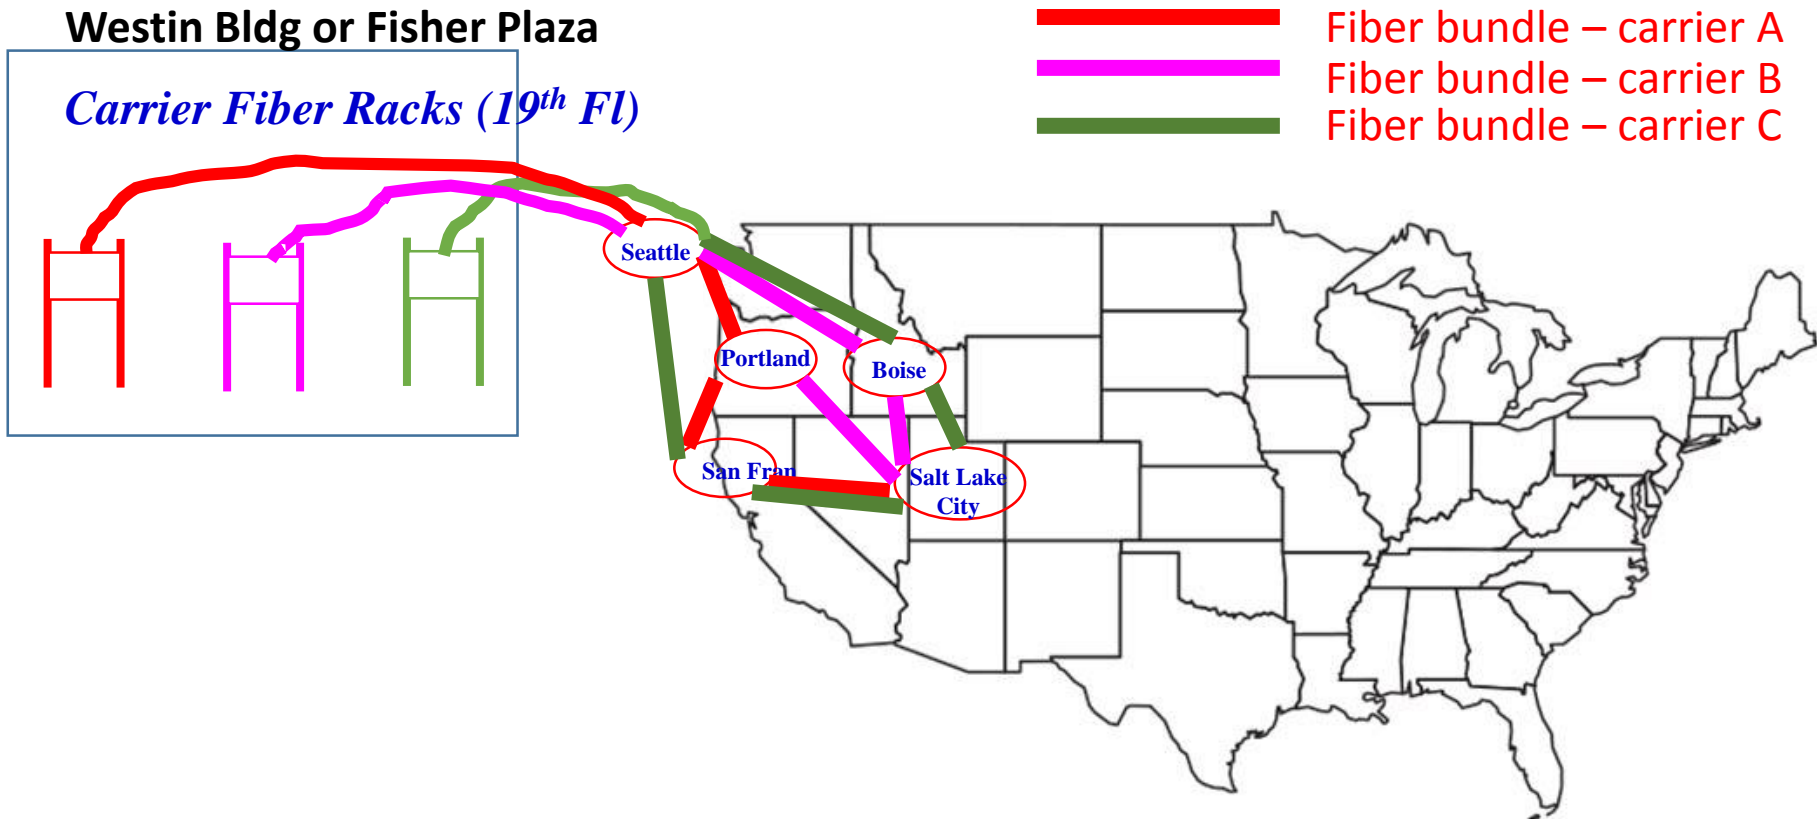 Westin Bldg or Fisher Plaza
Carrier Fiber Racks (19th Fl)
Fiber bundle – carrier A
Fiber bundle – carrier B
Fiber bundle – carrier C
Seattle
Portland
Boise
San Fran
Salt Lake
City